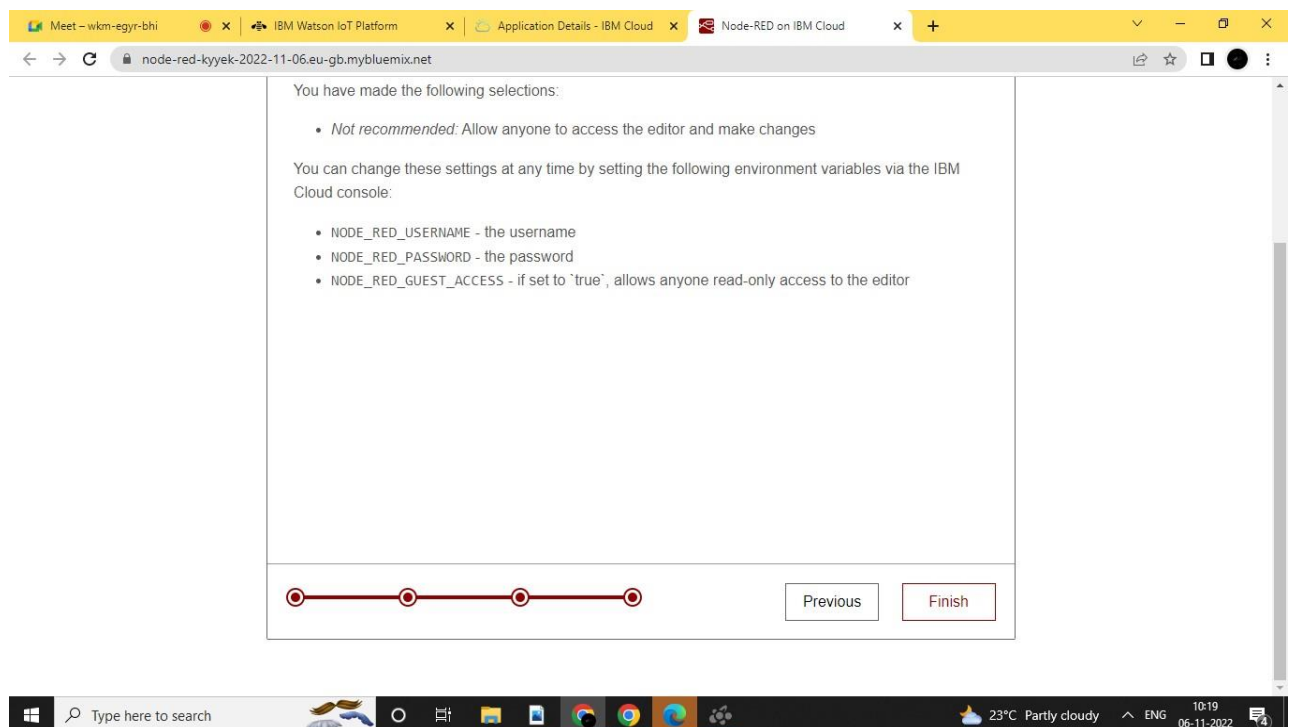 Meet – wkm-egyr-bhi
IBM Watson IoT Platform
Application Details - IBM Cloud
Node-RED on IBM Cloud
node-red-kyyek-2022-11-06.eu-gb.mybluemix.net
You have made the following selections:
Not recommended: Allow anyone to access the editor and make changes
You can change these settings at any time by setting the following environment variables via the IBM
Cloud console:
NODE_RED_USERNAME - the username
NODE_RED_PASSWORD - the password
NODE_RED_GUEST_ACCESS - if set to `true`, allows anyone read-only access to the editor
Previous
Finish
Type here to search
23°C Partly cloudy
ENG
10:19
06-11-2022
4